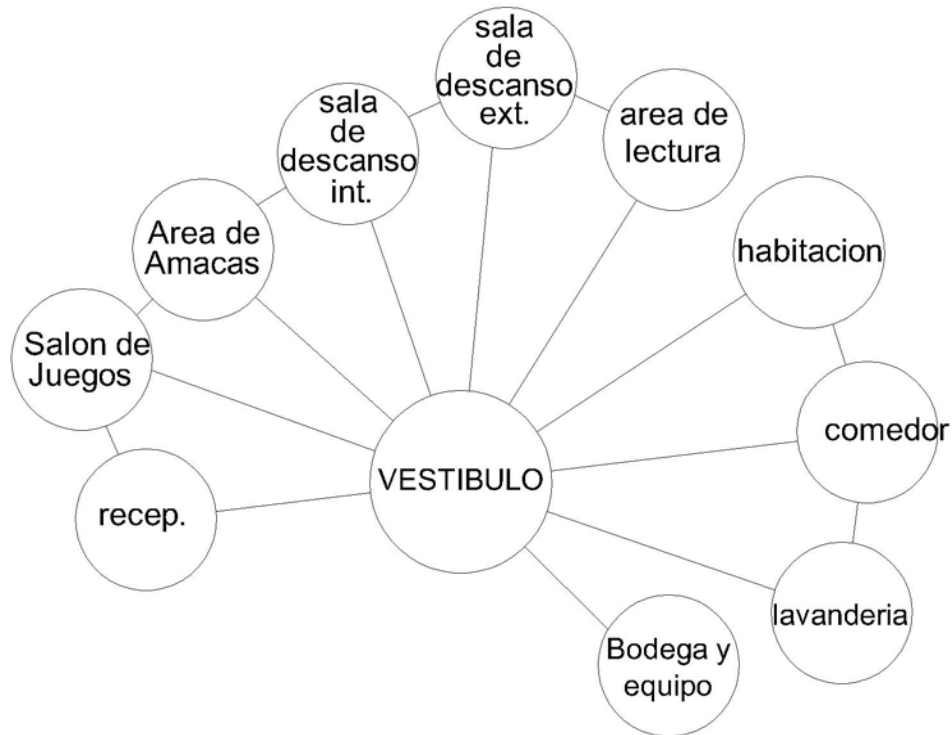 sala
de
descanso
ext.
sala
de
descanso
int.
area de
lectura
Area de
Amacas
habitacion
Salon de
Juegos
comedor
VESTIBULO
recep.
lavanderia
Bodega y
equipo